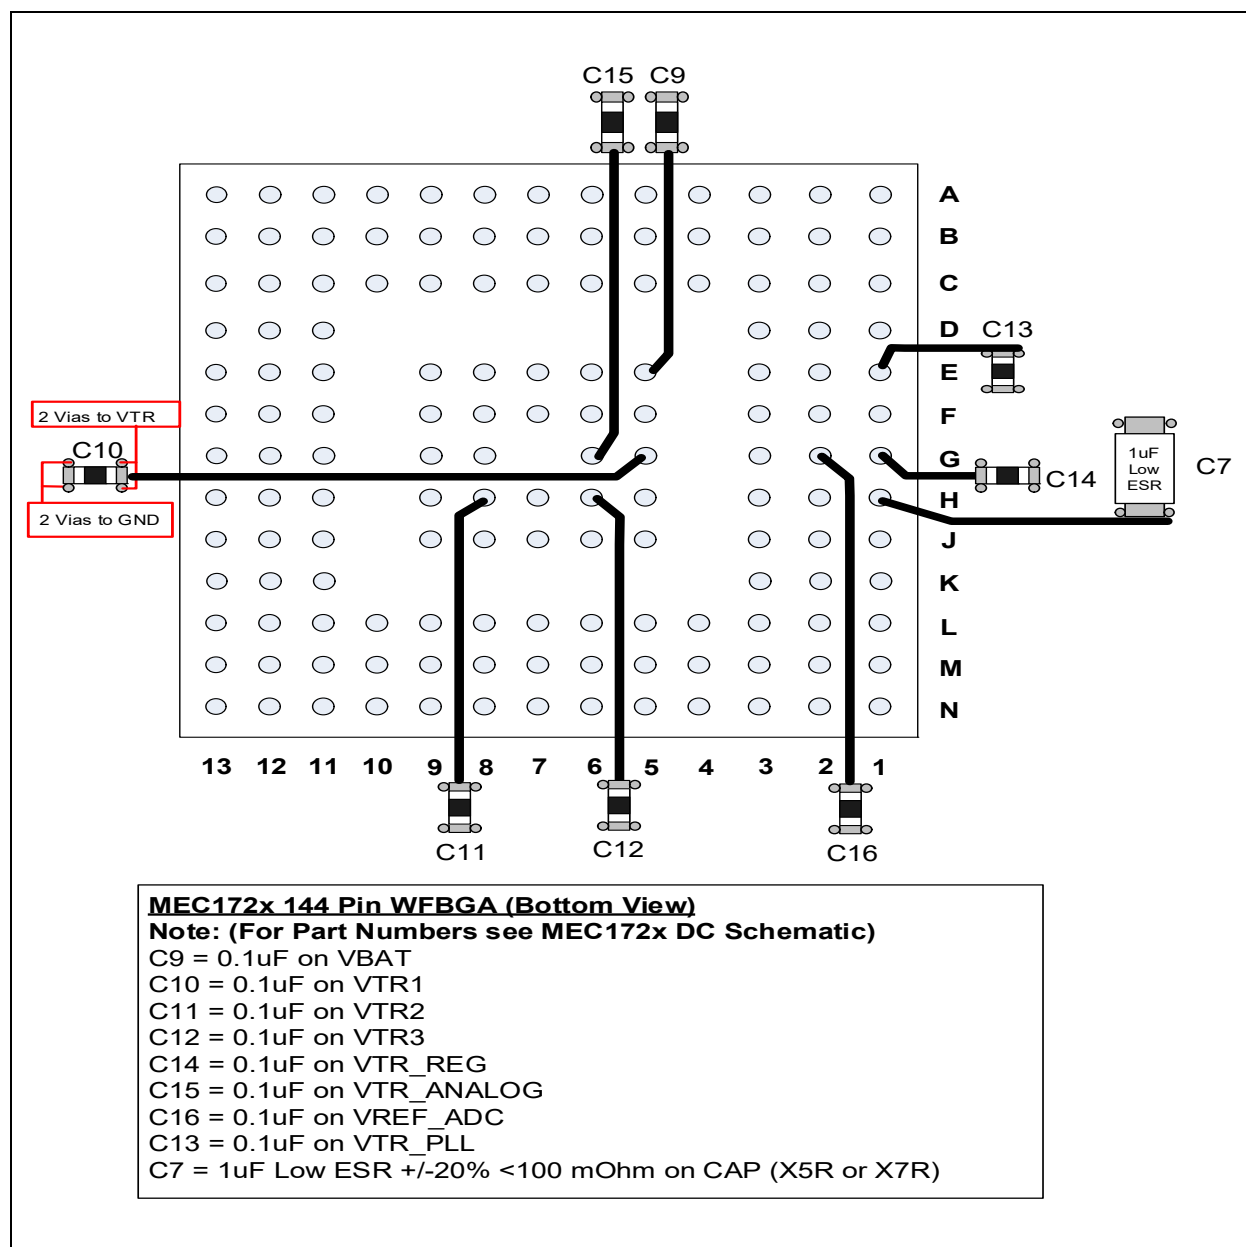 C15 C9
A
B
C
D
C13
E
F
2 Vias to VTR
C10
G
1uF
Low
ESR
C7
C14
H
2 Vias to GND
J
K
L
M
N
13 12 11 10 9 8 7 6 5 4 3 2 1
C11 C12 C16
MEC172x 144 Pin WFBGA (Bottom View)
Note: (For Part Numbers see MEC172x DC Schematic)
C9 = 0.1uF on VBAT
C10 = 0.1uF on VTR1
C11 = 0.1uF on VTR2
C12 = 0.1uF on VTR3
C14 = 0.1uF on VTR_REG
C15 = 0.1uF on VTR_ANALOG
C16 = 0.1uF on VREF_ADC
C13 = 0.1uF on VTR_PLL
C7 = 1uF Low ESR +/-20% <100 mOhm on CAP (X5R or X7R)